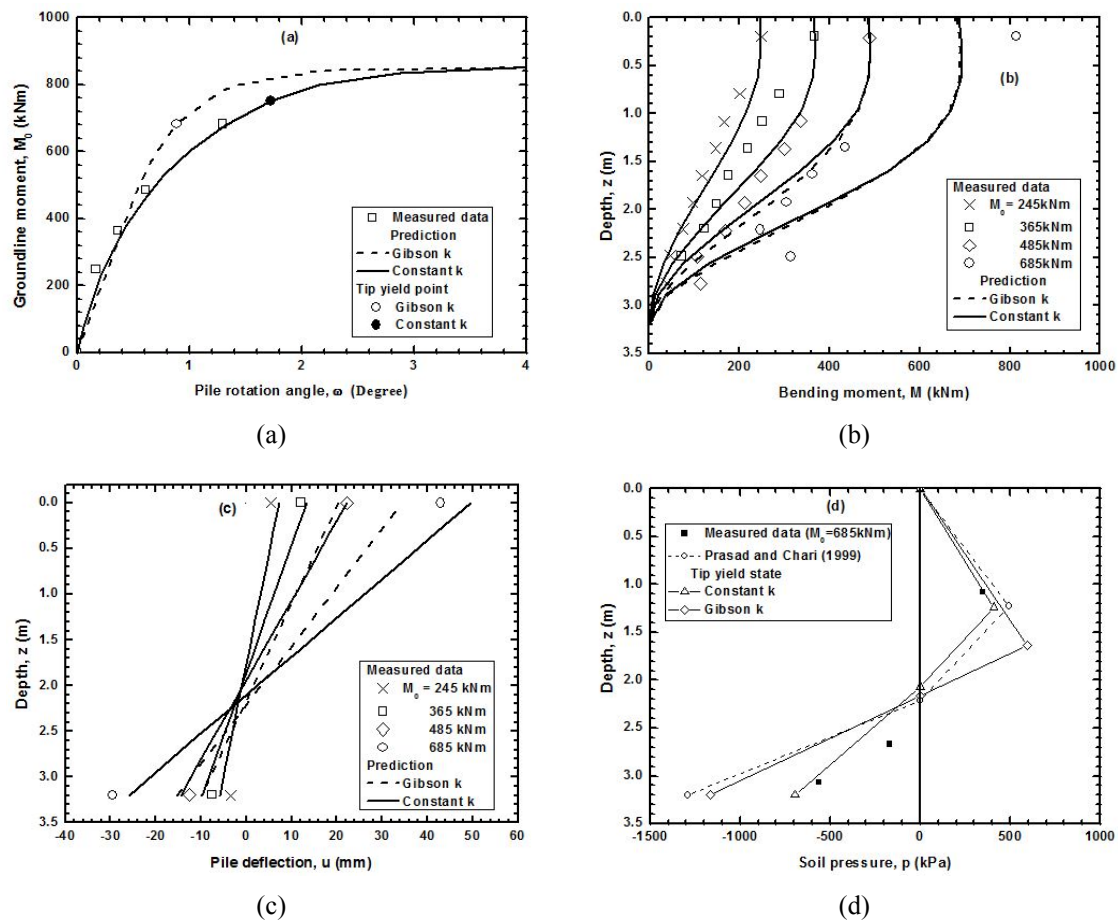 1000
800
600
400
200
0
Groundline moment, M0 (kNm)
(a)
Measured data
Prediction
Gibson k
Constant k
Tip yield point
Gibson k
Constant k
0 1 2 3 4
Pile rotation angle, ω (Degree)
(a)
0.0
0.5
1.0
1.5
2.0
2.5
3.0
3.5
Depth, z (m)
(b)
Measured data
M0 = 245kNm
365kNm
485kNm
685kNm
Prediction
Gibson k
Constant k
0 200 400 600 800 1000
Bending moment, M (kNm)
(b)
0.0
0.5
1.0
1.5
2.0
2.5
3.0
3.5
Depth, z (m)
(c)
Measured data
M0 = 245 kNm
365 kNm
485 kNm
685 kNm
Prediction
Gibson k
Constant k
-40 -30 -20 -10 0 10 20 30 40 50 60
Pile deflection, u (mm)
(c)
0.0
0.5
1.0
1.5
2.0
2.5
3.0
3.5
Depth, z (m)
(d)
Measured data (M0=685kNm)
Prasad and Chari (1999)
Tip yield state
Constant k
Gibson k
-1500 -1000 -500 0 500 1000
Soil pressure, p (kPa)
(d)